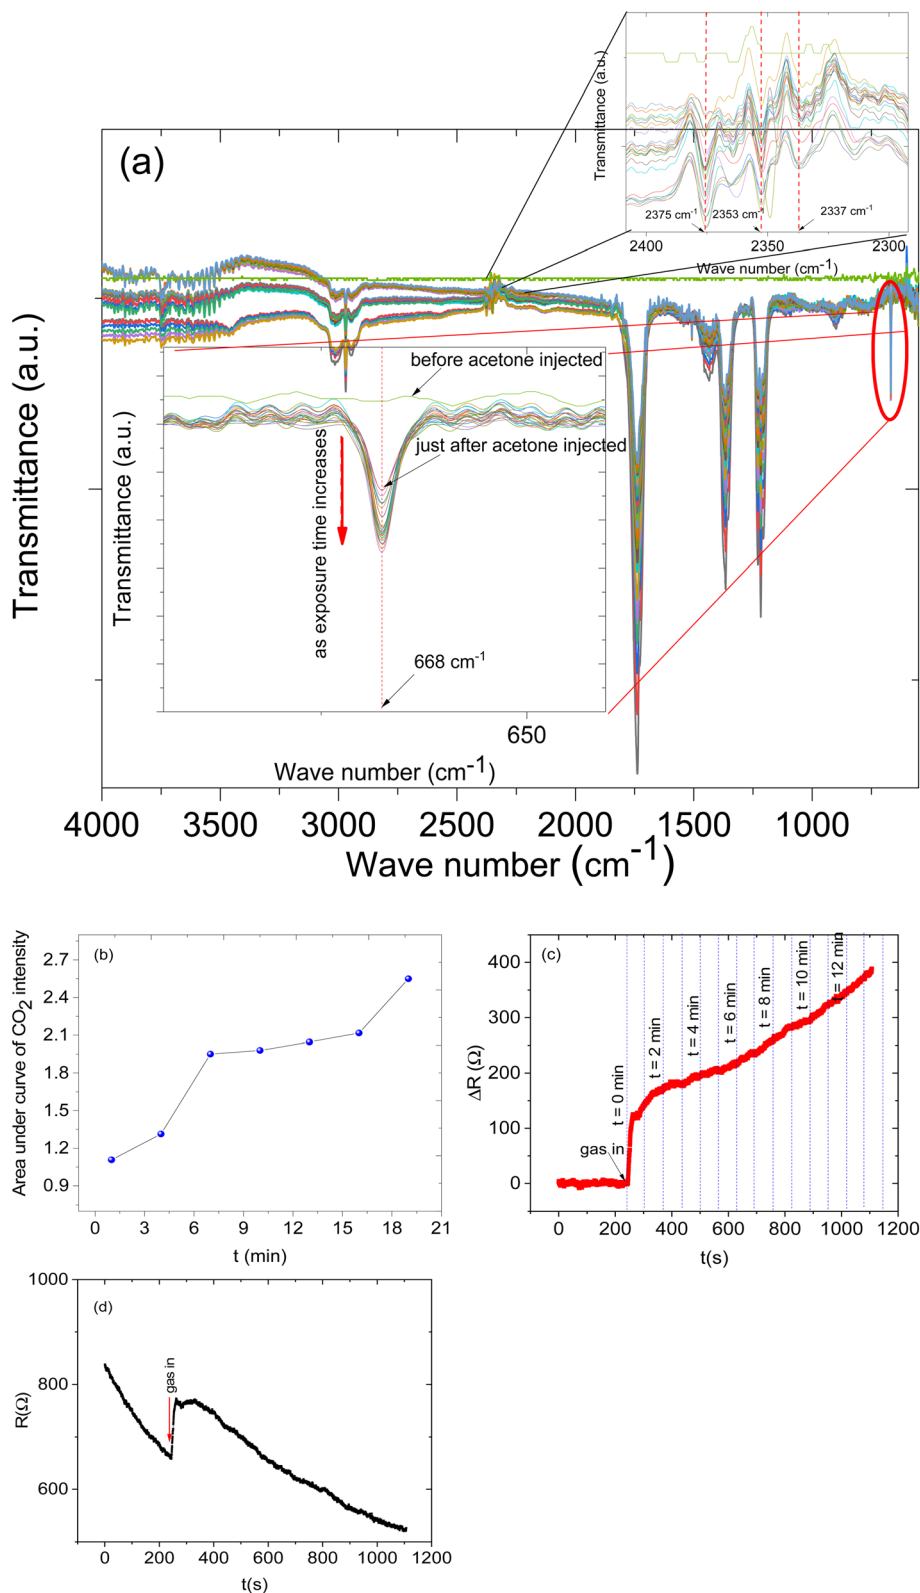 Transmittance (a.u.)
2375 cm-1
2353 cm-1
2337 cm-1
2400
2350
2300
Wave number (cm-1)
(a)
Transmittance (a.u.)
before acetone injected
just after acetone injected
as exposure time increases
Transmittance (a.u.)
668 cm-1
650
Wave number (cm-1)
4000
3000
2500
2000
1500
1000
Wave number (cm-1)
(b)
Area under curve of CO2 intensity
2.7
2.4
2.1
1.8
1.5
1.2
0.9
0
3
6
9
12
15
18
21
t (min)
(c)
ΔR (Ω)
400
300
200
100
0
gas in
t = 0 min
t = 2 min
t = 4 min
t = 6 min
t = 8 min
t = 10 min
t = 12 min
0
200
400
600
800
1000
1200
t(s)
(d)
R(Ω)
1000
800
600
gas in
0
200
400
600
800
1000
1200
t(s)